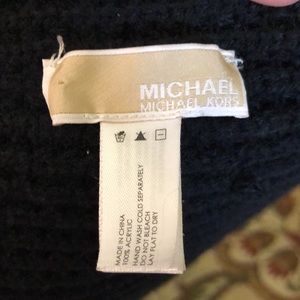 MICHAEL
MICHAEL KORS
MADE IN CHINA
100% ACRYLIC
HAND WASH COLD SEPARATELY
DO NOT BLEACH
LAY FLAT TO DRY